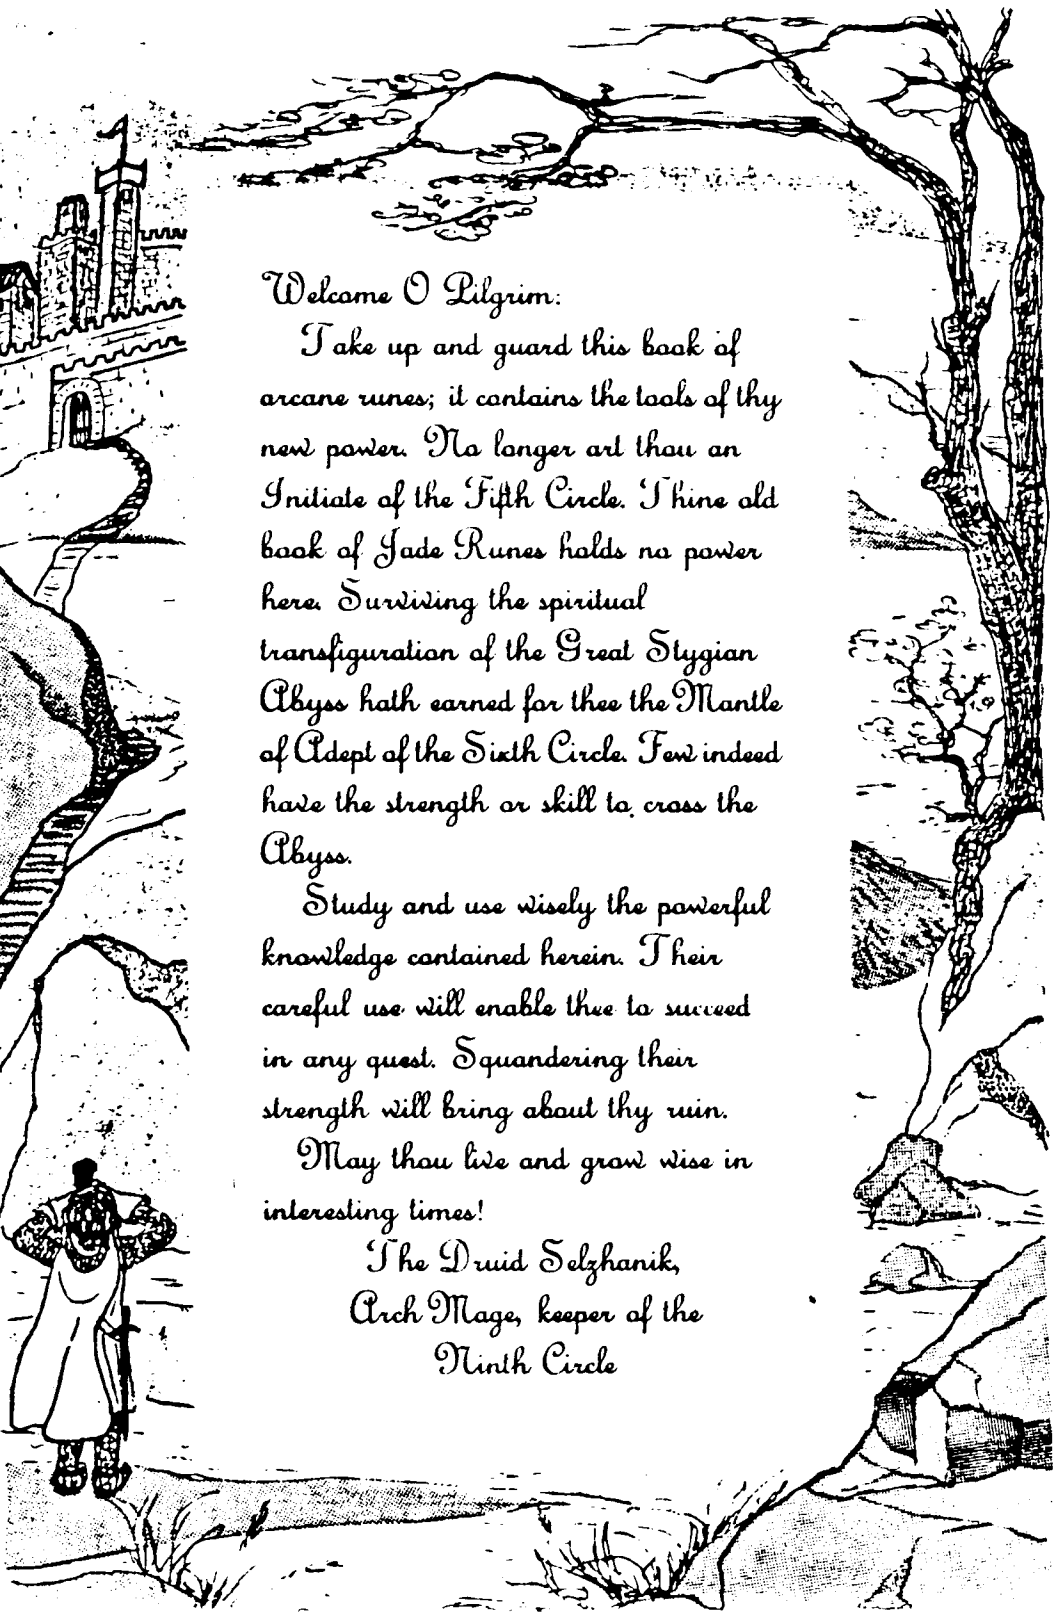 Welcome O Pilgrim:
Take up and guard this book of
arcane runes; it contains the tools of thy
new power. No longer art thou an
Initiate of the Fifth Circle. Thine old
book of Jade Runes holds no power
here. Surviving the spiritual
transfiguration of the Great Stygian
Abyss hath earned for thee the Mantle
of Adept of the Sixth Circle. Few indeed
have the strength or skill to cross the
Abyss.
Study and use wisely the powerful
knowledge contained herein. Their
careful use will enable thee to succeed
in any quest. Squandering their
strength will bring about thy ruin.
May thou live and grow wise in
interesting times!
The Druid Selzhanik,
Arch Mage, keeper of the
Ninth Circle